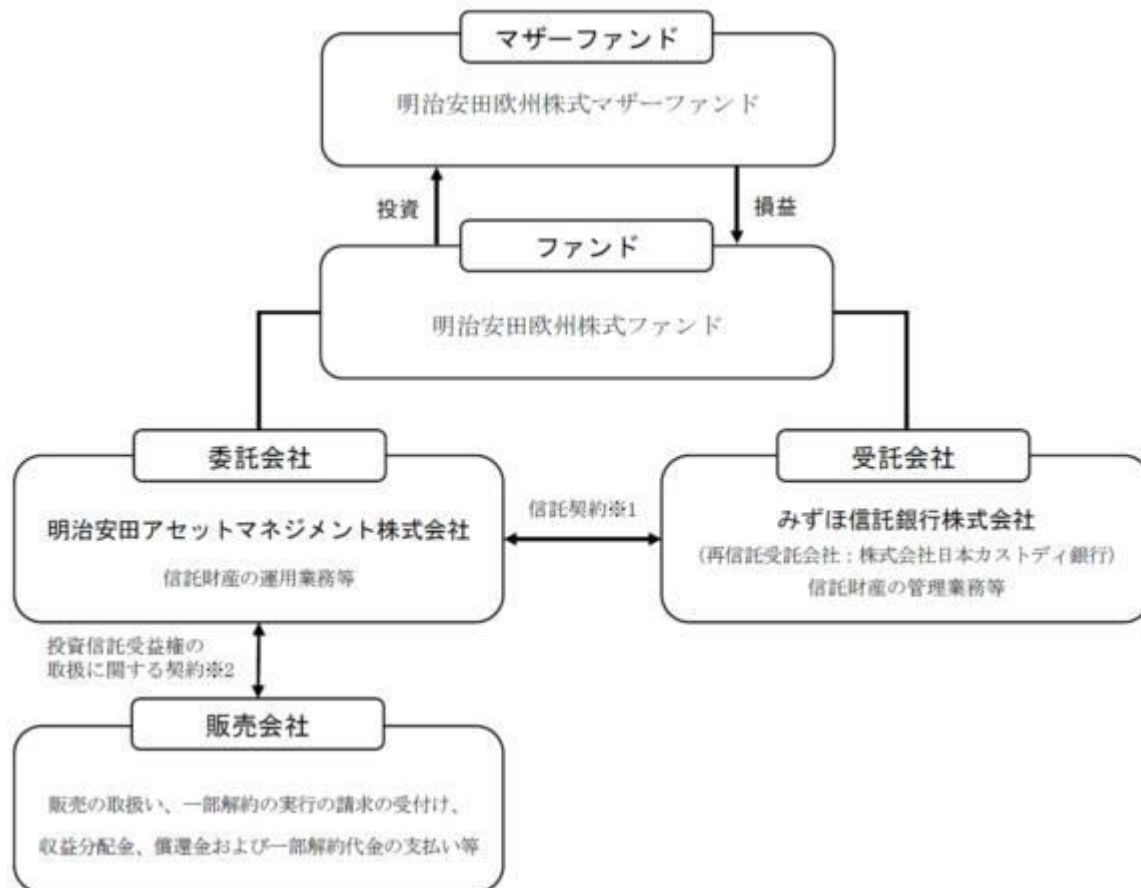 マザーファンド
明治安田欧州株式マザーファンド
投資
損益
ファンド
明治安田欧州株式ファンド
委託会社
明治安田アセットマネジメント株式会社
信託財産の運用業務等
信託契約※1
受託会社
みずほ信託銀行株式会社
（再信託受託会社：株式会社日本カストディ銀行）
信託財産の管理業務等
投資信託受益権の
取扱に関する契約※2
販売会社
販売の取扱い、一部解約の実行の請求の受付け、
収益分配金、償還金および一部解約代金の支払い等